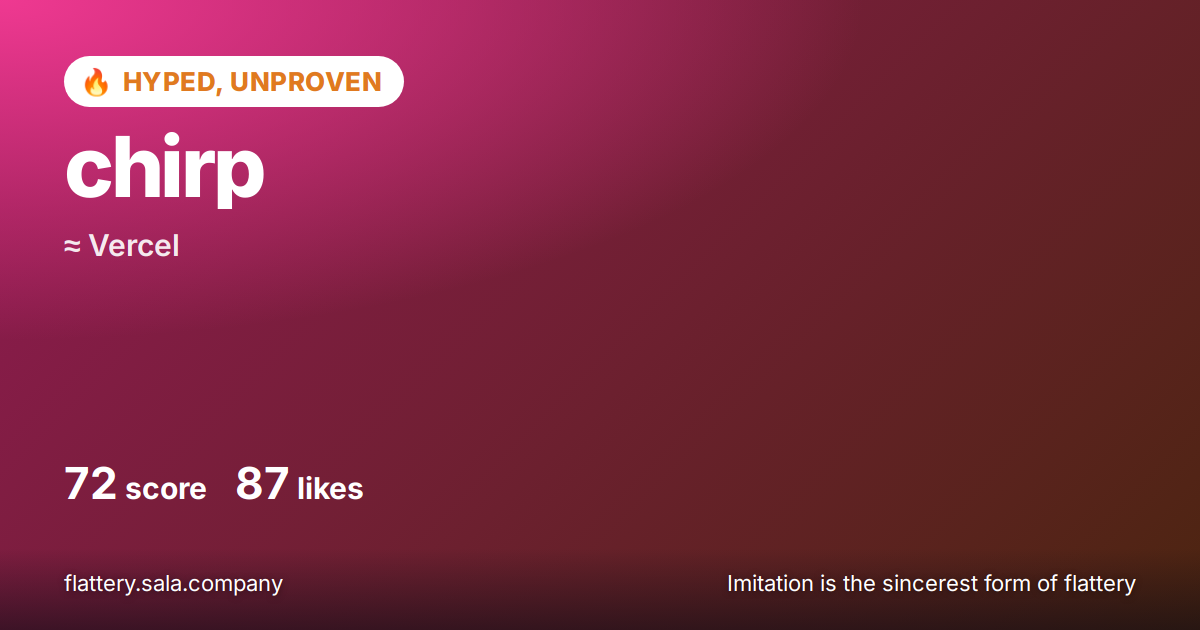 🔥 HYPED, UNPROVEN
chirp
≈ Vercel
72 score 87 likes
flattery.sala.company
Imitation is the sincerest form of flattery